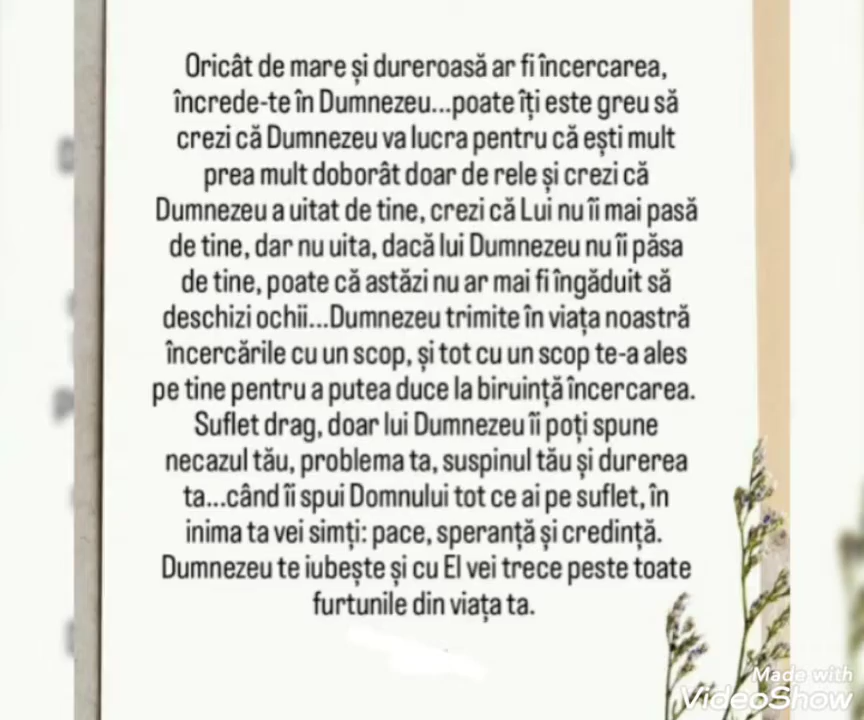 Oricât de mare și dureroasă ar fi încercarea,
încrede-te în Dumnezeu...poate îți este greu să
crezi că Dumnezeu va lucra pentru că ești mult
prea mult doborât doar de rele și crezi că
Dumnezeu a uitat de tine, crezi că Lui nu îi mai pasă
de tine, dar nu uita, dacă lui Dumnezeu nu îi păsa
de tine, poate că astăzi nu ar mai fi îngăduit să
deschizi ochii...Dumnezeu trimite în viața noastră
încercările cu un scop, și tot cu un scop te-a ales
pe tine pentru a putea duce la biruință încercarea.
Suflet drag, doar lui Dumnezeu îi poți spune
necazul tău, problema ta, suspinul tău și durerea
ta...când îi spui Domnului tot ce ai pe suflet, în
inima ta vei simți: pace, speranță și credință.
Dumnezeu te iubește și cu El vei trece peste toate
furtunile din viața ta.
Made with
VideoShow